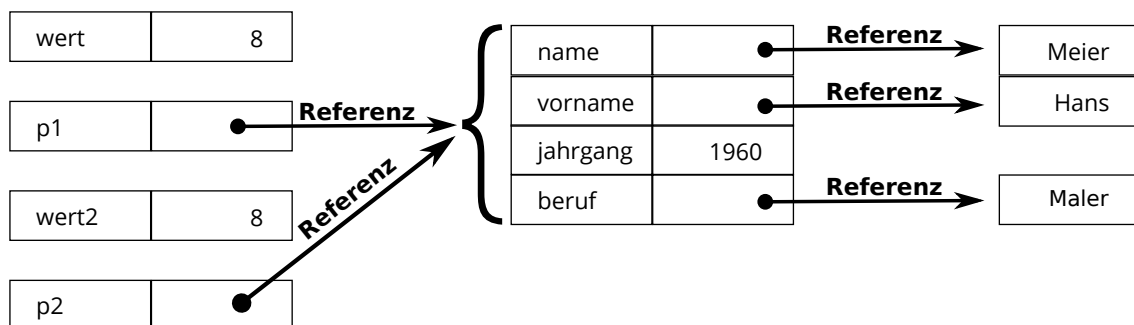 wert 8
p1
wert2 8
p2
Referenz
Referenz
name
vorname
jahrgang 1960
beruf
Referenz
Referenz
Referenz
Meier
Hans
Maler